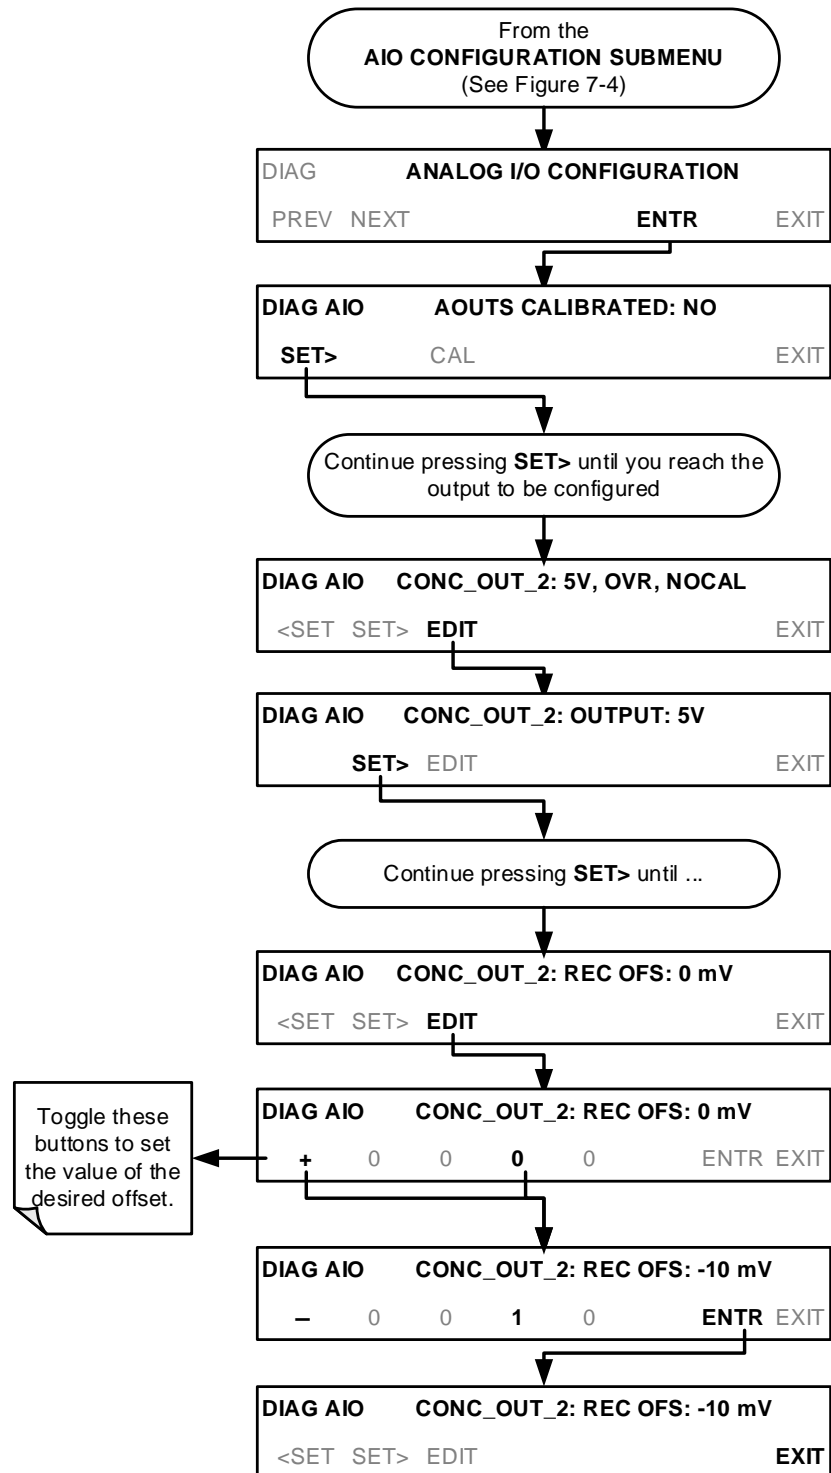 From the
AIO CONFIGURATION SUBMENU
(See Figure 7-4)
DIAG ANALOG I/O CONFIGURATION
PREV NEXT ENTR EXIT
DIAG AIO AOUTS CALIBRATED: NO
SET> CAL EXIT
Continue pressing SET> until you reach the
output to be configured
DIAG AIO CONC_OUT_2: 5V, OVR, NOCAL
<SET SET> EDIT EXIT
DIAG AIO CONC_OUT_2: OUTPUT: 5V
SET> EDIT EXIT
Continue pressing SET> until ...
DIAG AIO CONC_OUT_2: REC OFS: 0 mV
<SET SET> EDIT EXIT
Toggle these
buttons to set
the value of the
desired offset.
DIAG AIO CONC_OUT_2: REC OFS: 0 mV
+ 0 0 0 0 ENTR EXIT
DIAG AIO CONC_OUT_2: REC OFS: -10 mV
– 0 0 1 0 ENTR EXIT
DIAG AIO CONC_OUT_2: REC OFS: -10 mV
<SET SET> EDIT EXIT